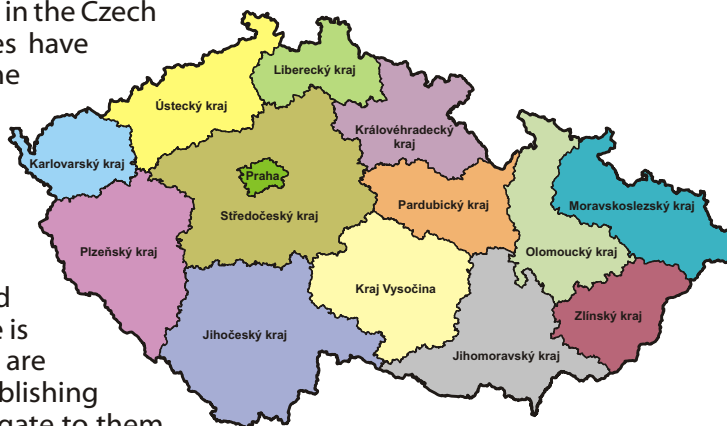 in the Czech
es have
ne
Liberecký kraj
Ústecký kraj
Královéhradecký
kraj
Karlovarský kraj
Praha
Pardubický kraj
Moravskoslezský kraj
Středočeský kraj
Plzeňský kraj
Olomoucký kraj
d
Kraj Vysočina
e is
Zlínský kraj
Jihočeský kraj
are
Jihomoravský kraj
blishing
gate to them